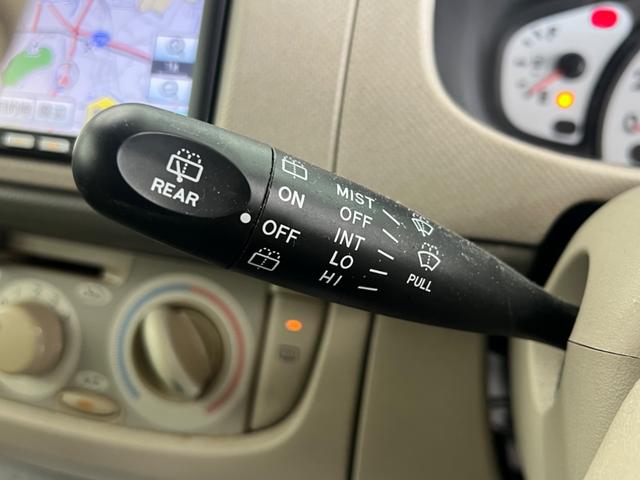 REAR
ON
OFF
MIST
OFF
INT
LO
HI
PULL